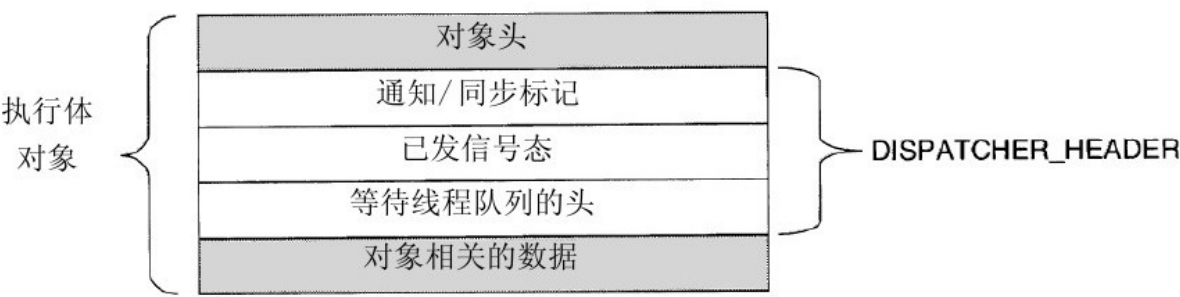 对象头
通知/同步标记
已发信号态
等待线程队列的头
对象相关的数据
执行体
对象
DISPATCHER_HEADER